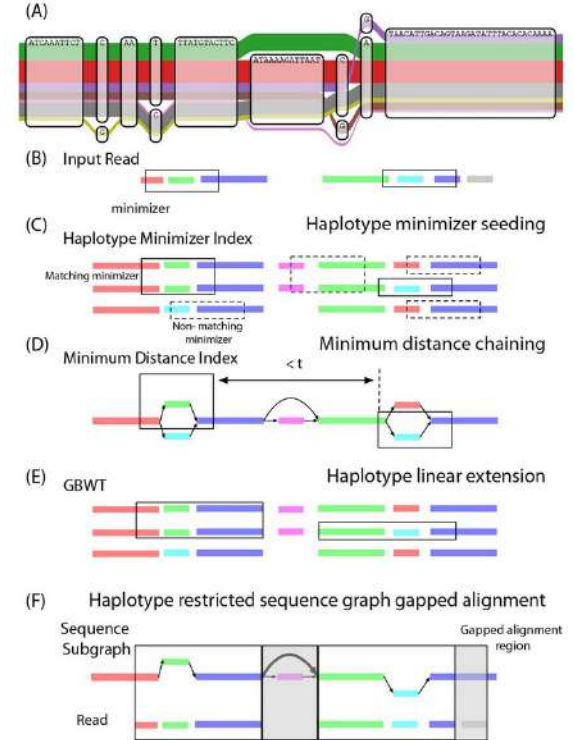 (A)
G
ATCAAATTCT
C
AA
T
TTATGTACTTC
ATAAAAGATTAAT
C
A
TAACATTGACAGTAAGATATTTACACACAAAA
G
C
G
(B) Input Read
minimizer
(C) Haplotype minimizer seeding
Haplotype Minimizer Index
Matching minimizer
Non- matching
minimizer
(D) Minimum distance chaining
Minimum Distance Index
< t
(E) Haplotype linear extension
GBWT
(F) Haplotype restricted sequence graph gapped alignment
Sequence
Subgraph
Gapped alignment
region
Read